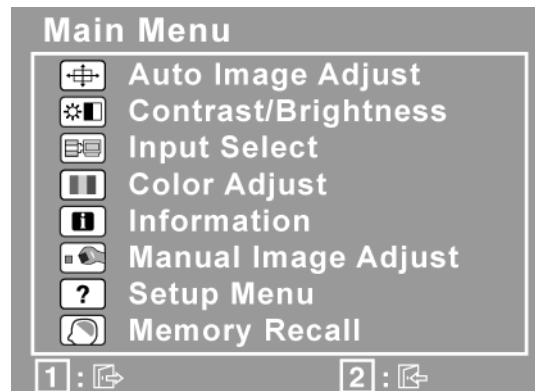 Main Menu
Auto Image Adjust
Contrast/Brightness
Input Select
Color Adjust
i Information
Manual Image Adjust
? Setup Menu
Memory Recall
1 : 2 :